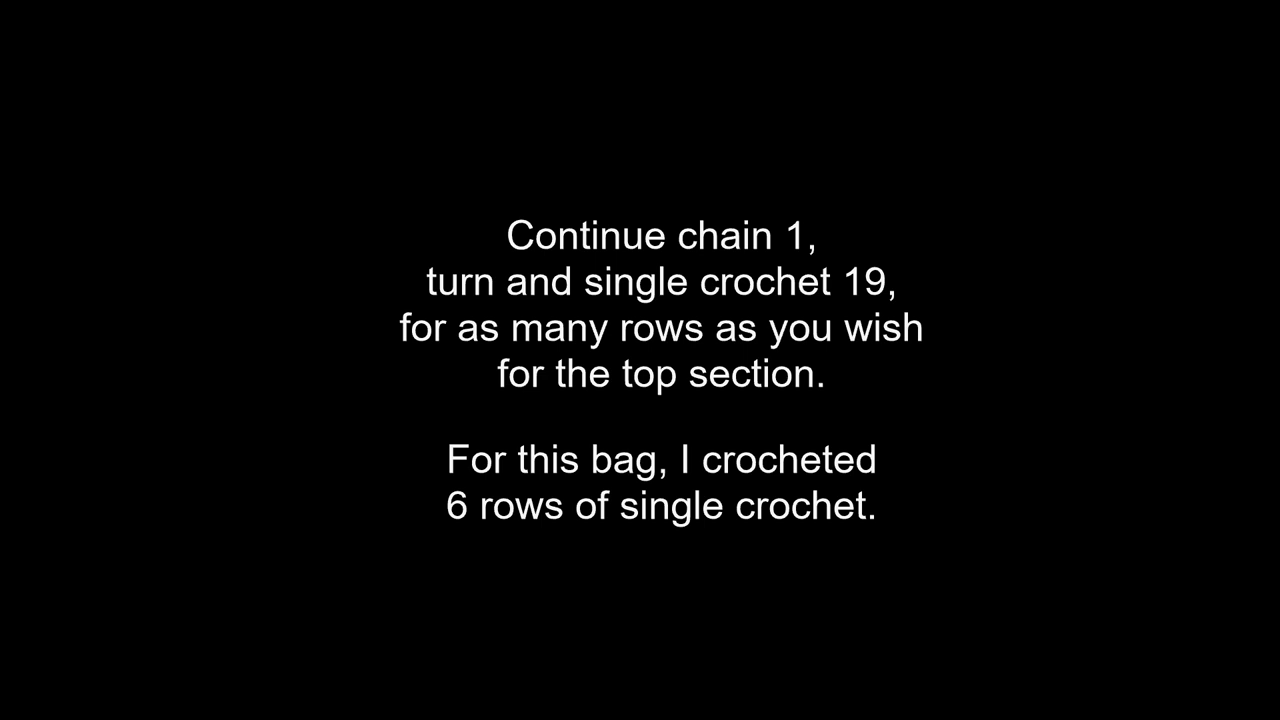 Continue chain 1,
turn and single crochet 19,
for as many rows as you wish
for the top section.
For this bag, I crocheted
6 rows of single crochet.